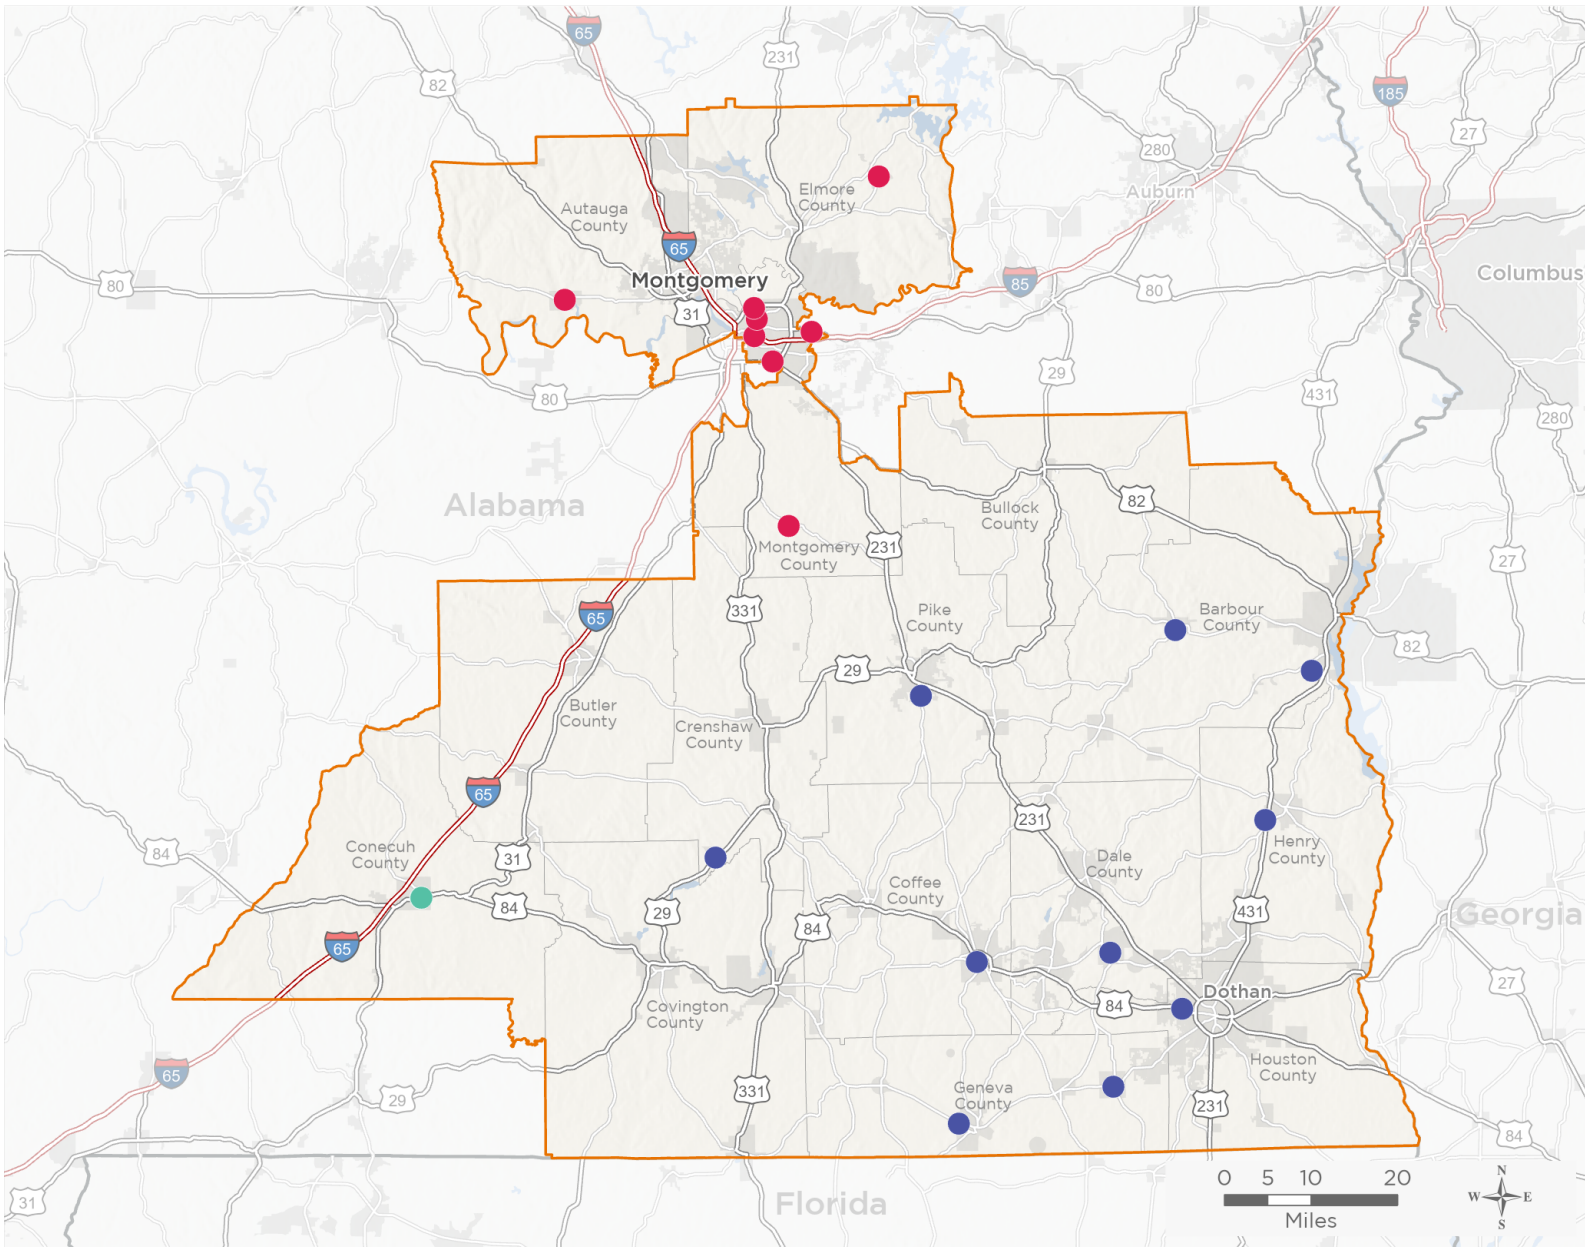 65
231
82
185
27
280
Auburn
Elmore
County
Autauga
County
65
Montgomery
85
80
80
Columbus
31
29
431
80
280
Alabama
82
Bullock
County
231
Montgomery
County
27
331
65
Pike
County
Barbour
County
82
29
Butler
County
Crenshaw
County
65
231
Conecuh
County
84
31
Henry
County
Dale
County
Coffee
County
84
29
431
Georgia
84
65
27
Dothan
84
Covington
County
Houston
County
65
331
29
Geneva
County
231
84
31
Florida
0 5 10 20
Miles
N
W E
S